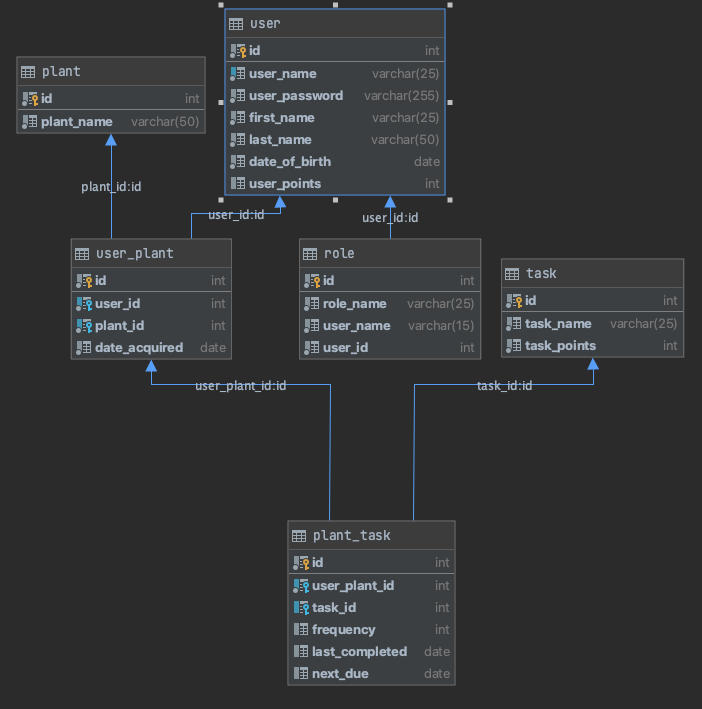 user
id int
user_name varchar(25)
user_password varchar(255)
first_name varchar(25)
last_name varchar(50)
date_of_birth date
user_points int
plant
id int
plant_name varchar(50)
plant_id:id
user_id:id
user_id:id
user_plant
id int
user_id int
plant_id int
date_acquired date
role
id int
role_name varchar(25)
user_name varchar(15)
user_id int
task
id int
task_name varchar(25)
task_points int
user_plant_id:id
task_id:id
plant_task
id int
user_plant_id int
task_id int
frequency int
last_completed date
next_due date